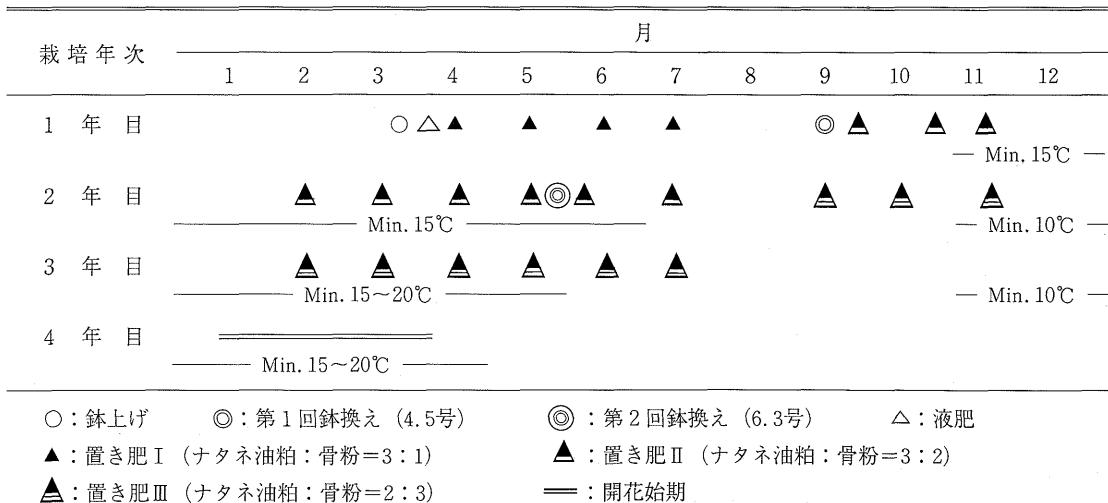 栽培年次 月
1 2 3 4 5 6 7 8 9 10 11 12
1 年 目 ○ △ ▲ ▲ ▲ ▲ ◎ ▲ ▲ ▲
Min. 15℃
2 年 目 ▲ ▲ ▲ ▲ ◎ ▲ ▲ ▲ ▲ ▲
Min. 15℃ Min. 10℃
3 年 目 ▲ ▲ ▲ ▲ ▲ ▲
Min. 15～20℃ Min. 10℃
4 年 目
Min. 15～20℃
○：鉢上げ ◎：第1回鉢換え (4.5号) ◎：第2回鉢換え (6.3号) △：液肥
▲：置き肥Ⅰ (ナタネ油粕：骨粉＝3：1) ▲：置き肥Ⅱ (ナタネ油粕：骨粉＝3：2)
▲：置き肥Ⅲ (ナタネ油粕：骨粉＝2：3) ＝：開花始期